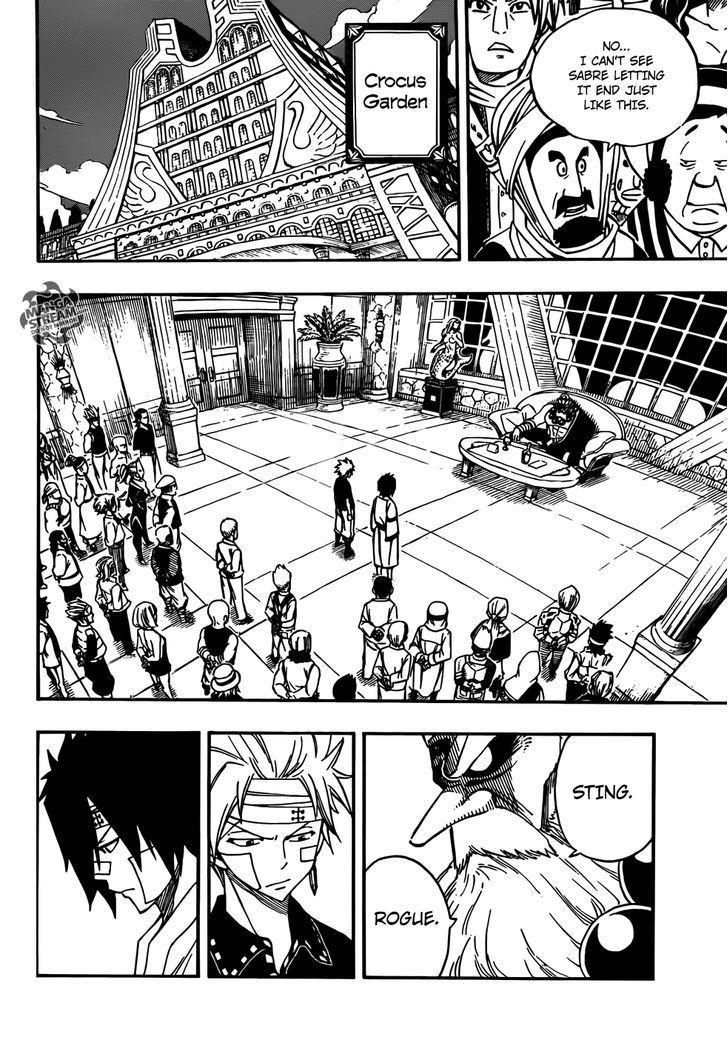 NO...
I CAN'T SEE
SABRE LETTING
IT END JUST
LIKE THIS.
Crocus
Garden
MANGA
STREAM
STING.
ROGUE.